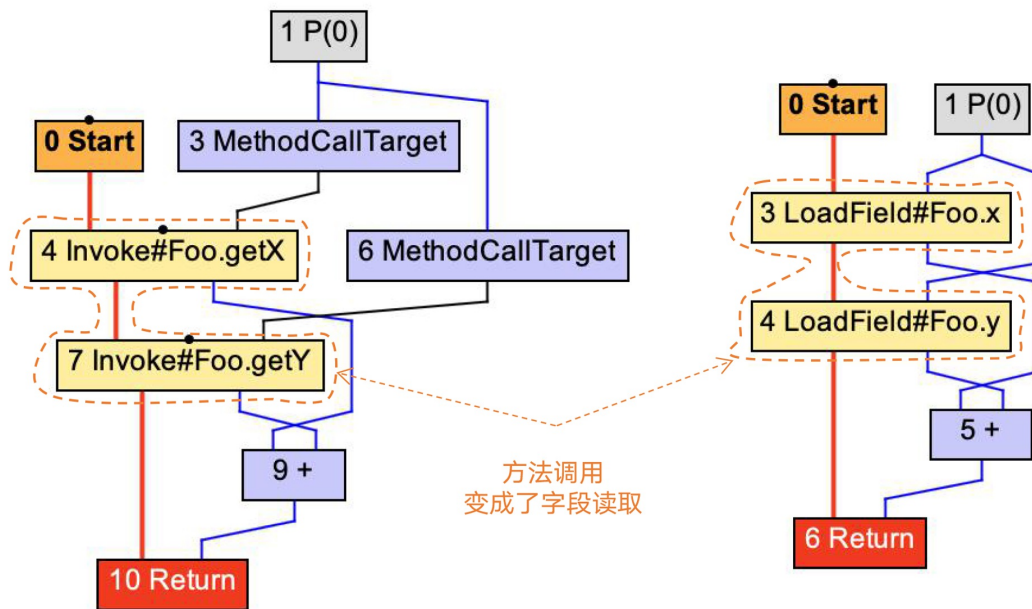 1 P(0)
0 Start
3 MethodCallTarget
4 Invoke#Foo.getX
6 MethodCallTarget
7 Invoke#Foo.getY
9 +
10 Return
方法调用
变成了字段读取
0 Start
1 P(0)
3 LoadField#Foo.x
4 LoadField#Foo.y
5 +
6 Return